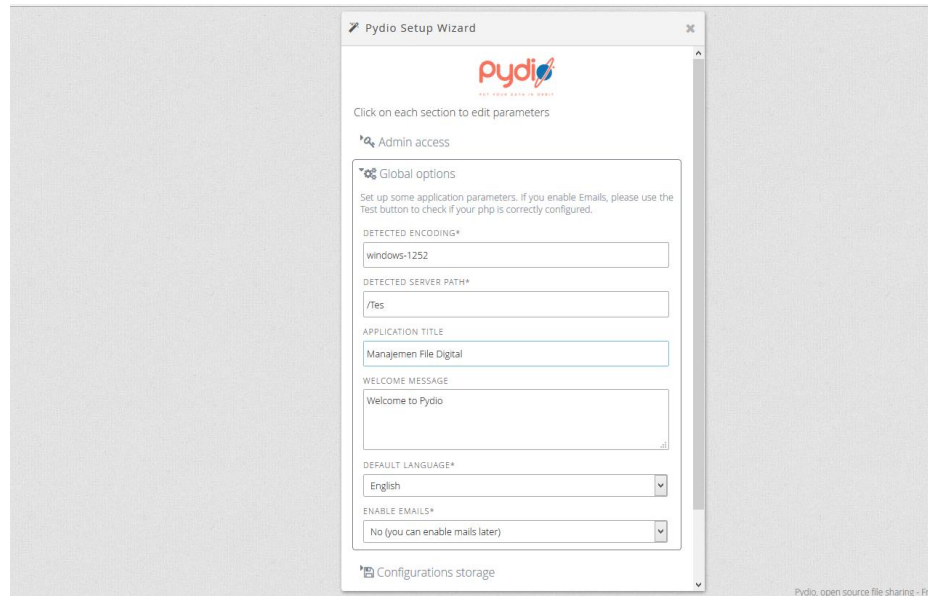 Pydio Setup Wizard
pydio
PUT YOUR DATA IN ORBIT
Click on each section to edit parameters
Admin access
Global options
Set up some application parameters. If you enable Emails, please use the
Test button to check if your php is correctly configured.
DETECTED ENCODING*
windows-1252
DETECTED SERVER PATH*
/Tes
APPLICATION TITLE
Manajemen File Digital
WELCOME MESSAGE
Welcome to Pydio
DEFAULT LANGUAGE*
English
ENABLE EMAILS*
No (you can enable mails later)
Configurations storage
Pydio, open source file sharing - Fr